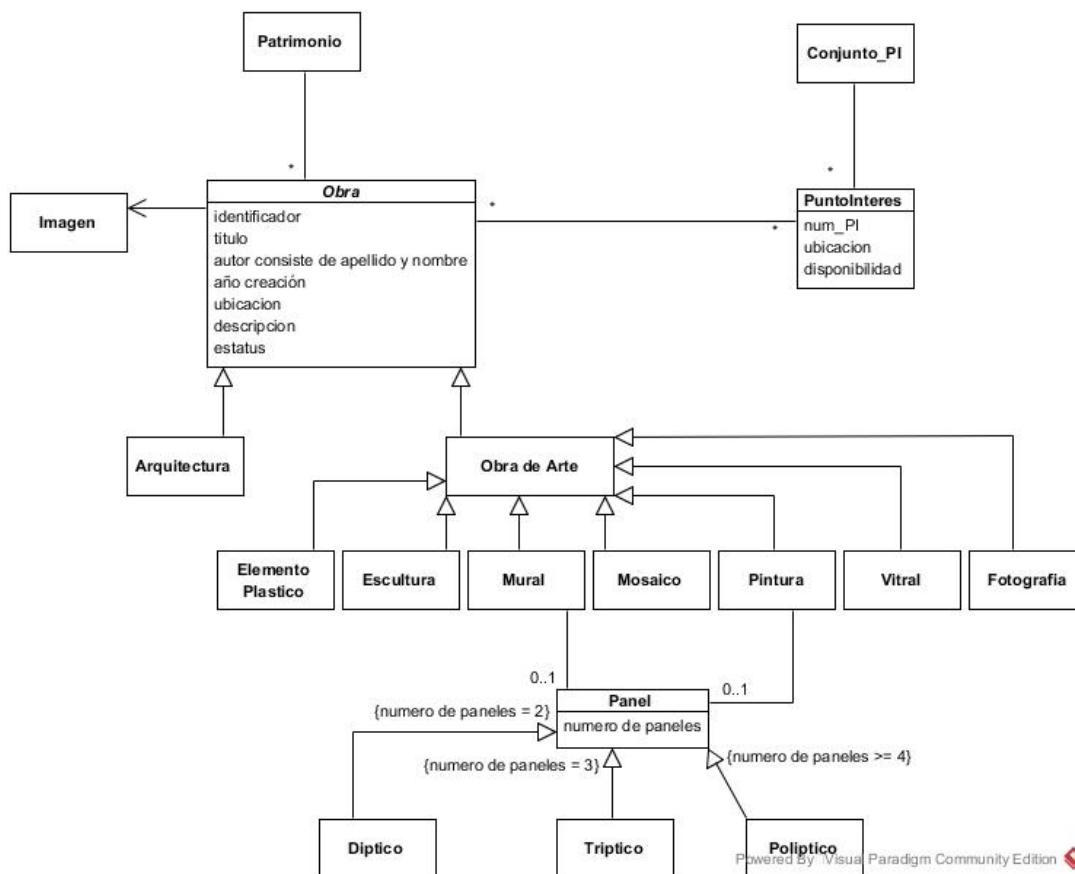 Patrimonio
Conjunto_PI
*
*
Imagen
Obra
identificador
titulo
autor consiste de apellido y nombre
año creación
ubicacion
descripcion
estatus
*
*
PuntoInteres
num_PI
ubicacion
disponibilidad
Arquitectura
Obra de Arte
Elemento
Plastico
Escultura
Mural
Mosaico
Pintura
Vitral
Fotografia
0..1
0..1
Panel
numero de paneles
{numero de paneles = 2}
{numero de paneles = 3}
{numero de paneles >= 4}
Diptico
Triptico
Poliptico
Powered By Visual Paradigm Community Edition